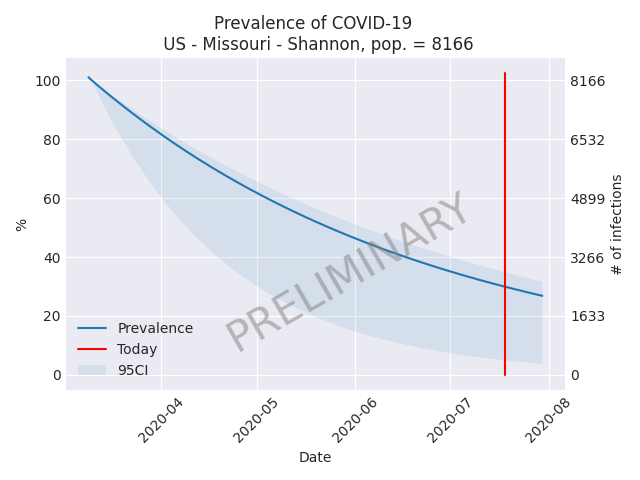 Prevalence of COVID-19
US - Missouri - Shannon, pop. = 8166
100
80
60
40
20
0
%
8166
6532
4899
3266
1633
0
# of infections
PRELIMINARY
Prevalence
Today
95CI
2020-04
2020-05
2020-06
2020-07
2020-08
Date